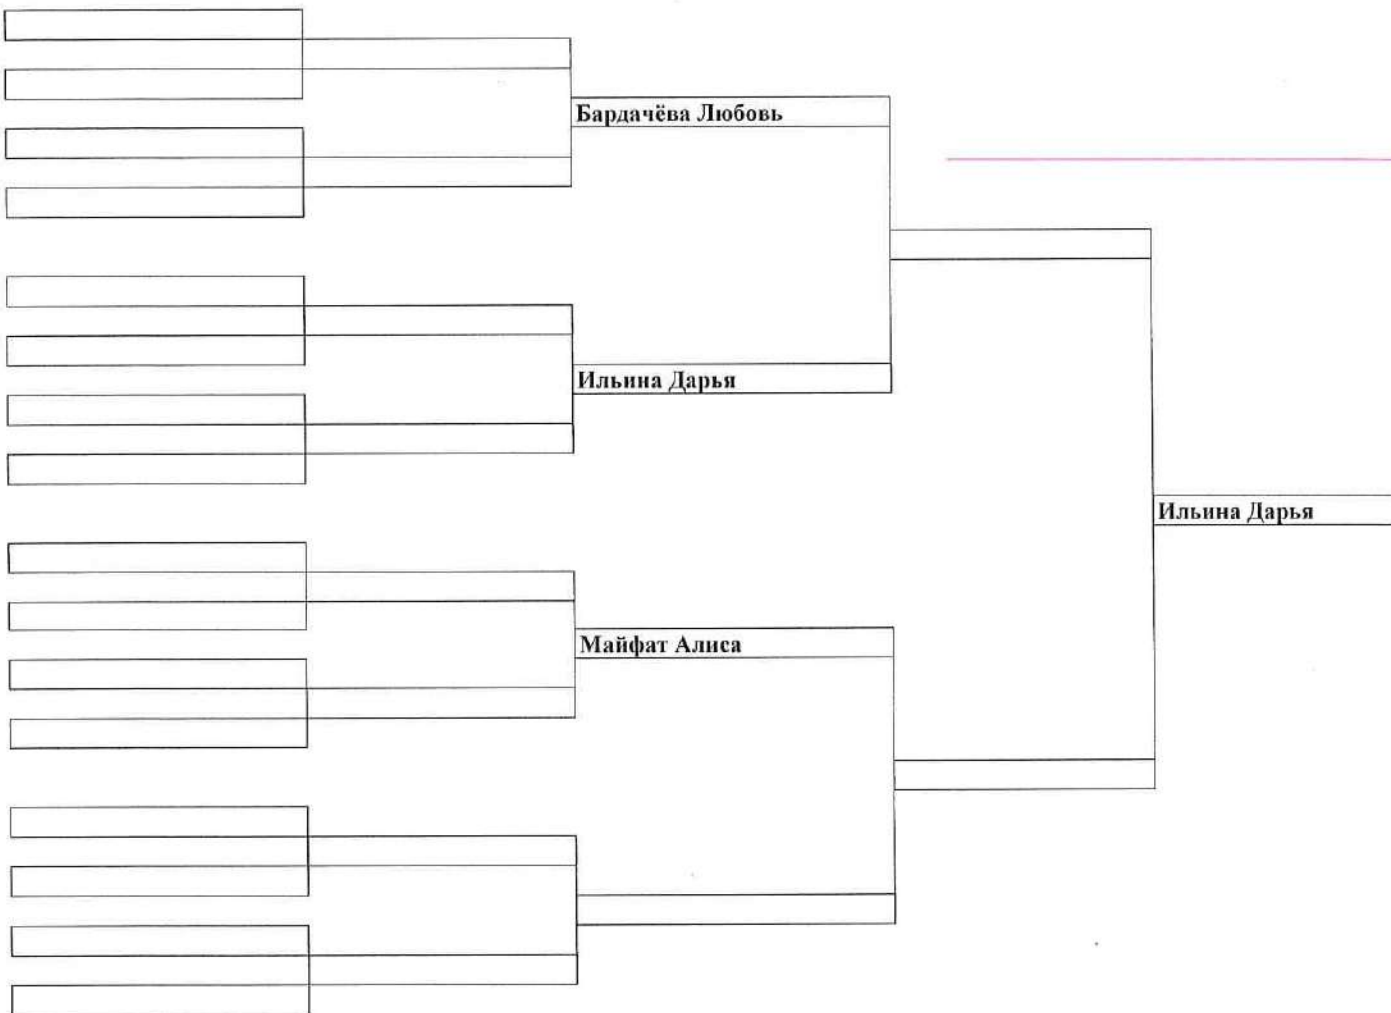 Бардачёва Любовь
Ильина Дарья
Ильина Дарья
Майфат Алиса